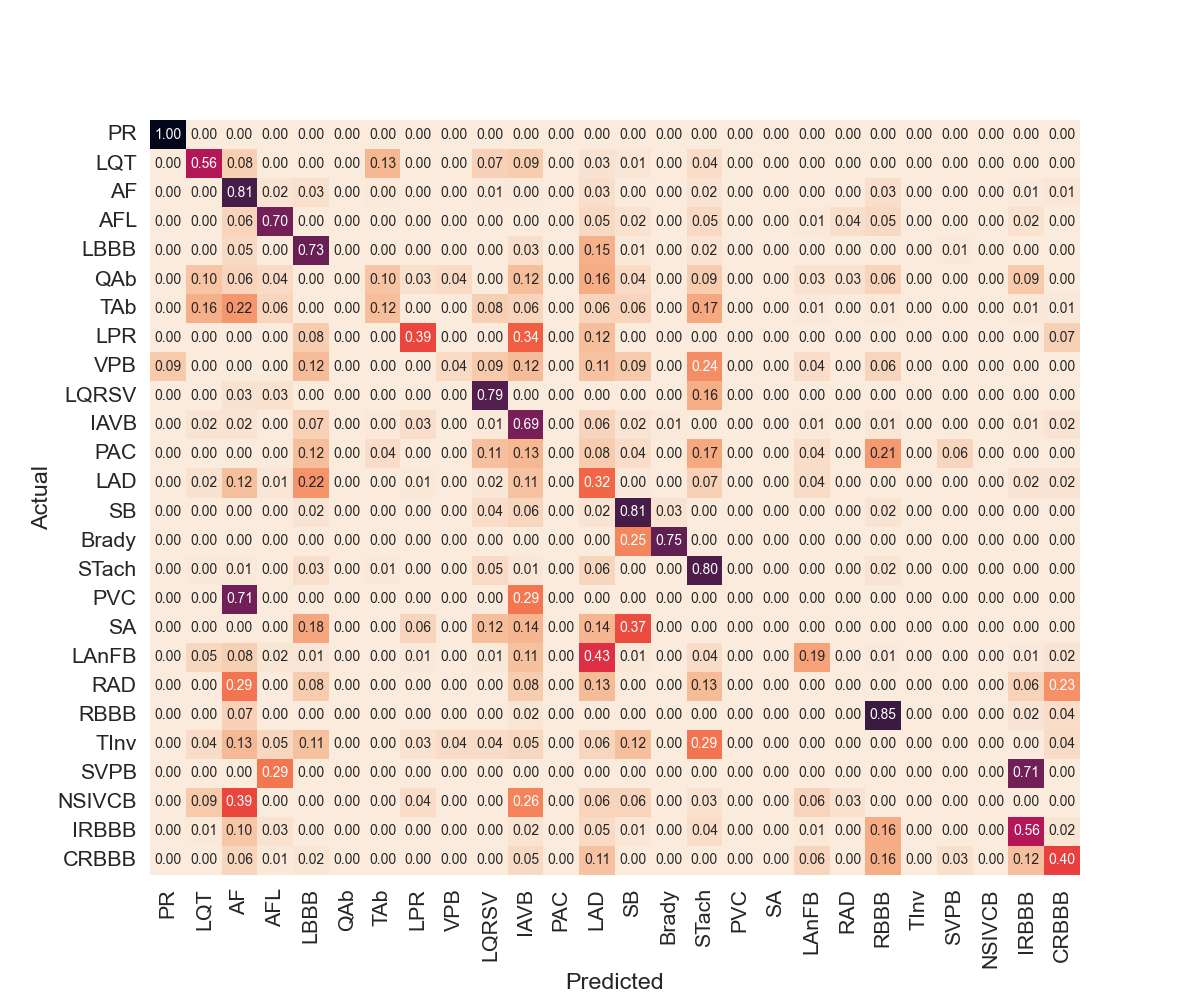 PR 1.00 0.00 0.00 0.00 0.00 0.00 0.00 0.00 0.00 0.00 0.00 0.00 0.00 0.00 0.00 0.00 0.00 0.00 0.00 0.00 0.00 0.00 0.00 0.00 0.00 0.00
LQT 0.00 0.56 0.08 0.00 0.00 0.00 0.13 0.00 0.00 0.07 0.09 0.00 0.03 0.01 0.00 0.04 0.00 0.00 0.00 0.00 0.00 0.00 0.00 0.00 0.00 0.00
AF 0.00 0.00 0.81 0.02 0.03 0.00 0.00 0.00 0.00 0.01 0.00 0.00 0.03 0.00 0.00 0.02 0.00 0.00 0.00 0.00 0.03 0.00 0.00 0.00 0.01 0.01
AFL 0.00 0.00 0.06 0.70 0.00 0.00 0.00 0.00 0.00 0.00 0.00 0.00 0.05 0.02 0.00 0.05 0.00 0.00 0.01 0.04 0.05 0.00 0.00 0.00 0.02 0.00
LBBB 0.00 0.00 0.05 0.00 0.73 0.00 0.00 0.00 0.00 0.00 0.03 0.00 0.15 0.01 0.00 0.02 0.00 0.00 0.00 0.00 0.00 0.00 0.01 0.00 0.00 0.00
QAb 0.00 0.10 0.06 0.04 0.00 0.00 0.10 0.03 0.04 0.00 0.12 0.00 0.16 0.04 0.00 0.09 0.00 0.00 0.03 0.03 0.06 0.00 0.00 0.00 0.09 0.00
TAb 0.00 0.16 0.22 0.06 0.00 0.00 0.12 0.00 0.00 0.08 0.06 0.00 0.06 0.06 0.00 0.17 0.00 0.00 0.01 0.00 0.01 0.00 0.00 0.00 0.01 0.01
LPR 0.00 0.00 0.00 0.00 0.08 0.00 0.00 0.39 0.00 0.00 0.34 0.00 0.12 0.00 0.00 0.00 0.00 0.00 0.00 0.00 0.00 0.00 0.00 0.00 0.00 0.07
VPB 0.09 0.00 0.00 0.00 0.12 0.00 0.00 0.00 0.04 0.09 0.12 0.00 0.11 0.09 0.00 0.24 0.00 0.00 0.04 0.00 0.06 0.00 0.00 0.00 0.00 0.00
LQRSV 0.00 0.00 0.03 0.03 0.00 0.00 0.00 0.00 0.00 0.79 0.00 0.00 0.00 0.00 0.00 0.16 0.00 0.00 0.00 0.00 0.00 0.00 0.00 0.00 0.00 0.00
IAVB 0.00 0.02 0.02 0.00 0.07 0.00 0.00 0.03 0.00 0.01 0.69 0.00 0.06 0.02 0.01 0.00 0.00 0.00 0.01 0.00 0.01 0.00 0.00 0.00 0.01 0.02
PAC 0.00 0.00 0.00 0.00 0.12 0.00 0.04 0.00 0.00 0.11 0.13 0.00 0.08 0.04 0.00 0.17 0.00 0.00 0.04 0.00 0.21 0.00 0.06 0.00 0.00 0.00
LAD 0.00 0.02 0.12 0.01 0.22 0.00 0.00 0.01 0.00 0.02 0.11 0.00 0.32 0.00 0.00 0.07 0.00 0.00 0.04 0.00 0.00 0.00 0.00 0.00 0.02 0.02
SB 0.00 0.00 0.00 0.00 0.02 0.00 0.00 0.00 0.00 0.04 0.06 0.00 0.02 0.81 0.03 0.00 0.00 0.00 0.00 0.00 0.02 0.00 0.00 0.00 0.00 0.00
Brady 0.00 0.00 0.00 0.00 0.00 0.00 0.00 0.00 0.00 0.00 0.00 0.00 0.00 0.25 0.75 0.00 0.00 0.00 0.00 0.00 0.00 0.00 0.00 0.00 0.00 0.00
STach 0.00 0.00 0.01 0.00 0.03 0.00 0.01 0.00 0.00 0.05 0.01 0.00 0.06 0.00 0.00 0.80 0.00 0.00 0.00 0.00 0.02 0.00 0.00 0.00 0.00 0.00
PVC 0.00 0.00 0.71 0.00 0.00 0.00 0.00 0.00 0.00 0.00 0.29 0.00 0.00 0.00 0.00 0.00 0.00 0.00 0.00 0.00 0.00 0.00 0.00 0.00 0.00 0.00
SA 0.00 0.00 0.00 0.00 0.18 0.00 0.00 0.06 0.00 0.12 0.14 0.00 0.14 0.37 0.00 0.00 0.00 0.00 0.00 0.00 0.00 0.00 0.00 0.00 0.00 0.00
LAnFB 0.00 0.05 0.08 0.02 0.01 0.00 0.00 0.01 0.00 0.01 0.11 0.00 0.43 0.01 0.00 0.04 0.00 0.00 0.19 0.00 0.01 0.00 0.00 0.00 0.01 0.02
RAD 0.00 0.00 0.29 0.00 0.08 0.00 0.00 0.00 0.00 0.00 0.08 0.00 0.13 0.00 0.00 0.13 0.00 0.00 0.00 0.00 0.00 0.00 0.00 0.00 0.06 0.23
RBBB 0.00 0.00 0.07 0.00 0.00 0.00 0.00 0.00 0.00 0.00 0.02 0.00 0.00 0.00 0.00 0.00 0.00 0.00 0.00 0.00 0.85 0.00 0.00 0.00 0.02 0.04
TInv 0.00 0.04 0.13 0.05 0.11 0.00 0.00 0.03 0.04 0.04 0.05 0.00 0.06 0.12 0.00 0.29 0.00 0.00 0.00 0.00 0.00 0.00 0.00 0.00 0.00 0.04
SVPB 0.00 0.00 0.00 0.29 0.00 0.00 0.00 0.00 0.00 0.00 0.00 0.00 0.00 0.00 0.00 0.00 0.00 0.00 0.00 0.00 0.00 0.00 0.00 0.00 0.71 0.00
NSIVCB 0.00 0.09 0.39 0.00 0.00 0.00 0.00 0.04 0.00 0.00 0.26 0.00 0.06 0.06 0.00 0.03 0.00 0.00 0.06 0.03 0.00 0.00 0.00 0.00 0.00 0.00
IRBBB 0.00 0.01 0.10 0.03 0.00 0.00 0.00 0.00 0.00 0.00 0.02 0.00 0.05 0.01 0.00 0.04 0.00 0.00 0.01 0.00 0.16 0.00 0.00 0.00 0.56 0.02
CRBBB 0.00 0.00 0.06 0.01 0.02 0.00 0.00 0.00 0.00 0.00 0.05 0.00 0.11 0.00 0.00 0.00 0.00 0.00 0.06 0.00 0.16 0.00 0.03 0.00 0.12 0.40
Actual
PR LQT AF AFL LBBB QAb TAb LPR VPB LQRSV IAVB PAC LAD SB Brady STach PVC SA LAnFB RAD RBBB TInv SVPB NSIVCB IRBBB CRBBB
Predicted